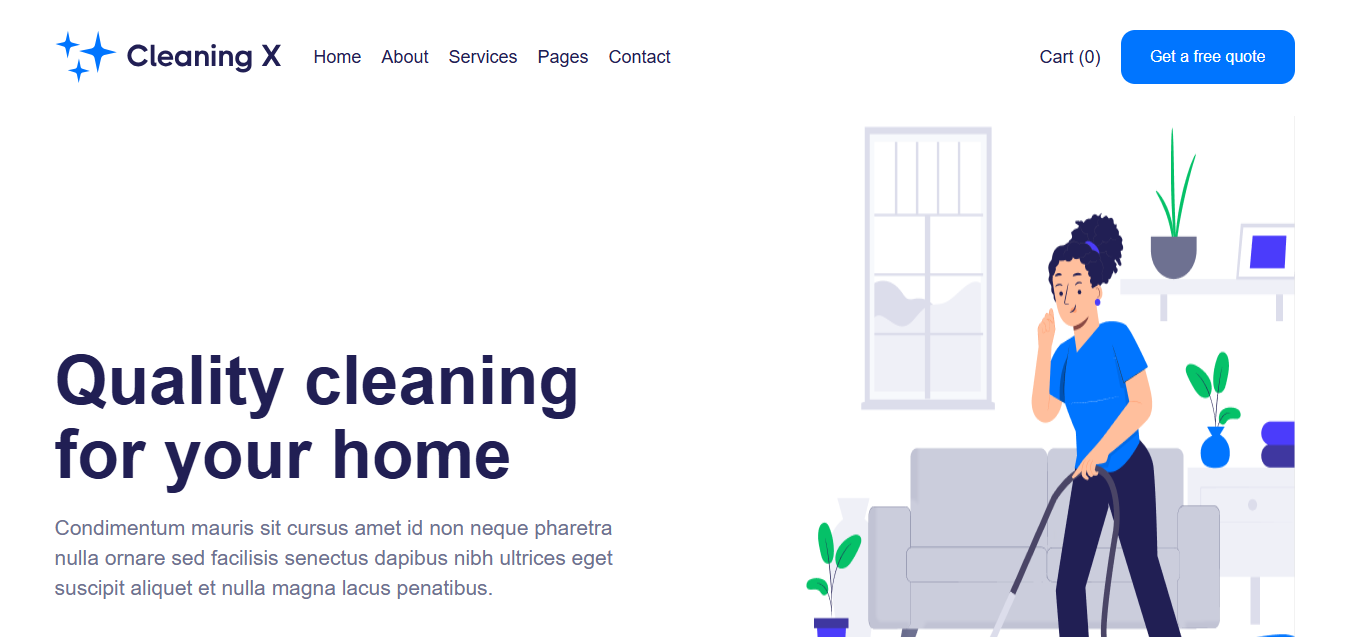 Cleaning X
Home About Services Pages Contact
Cart (0)
Get a free quote
Quality cleaning
for your home
Condimentum mauris sit cursus amet id non neque pharetra
nulla ornare sed facilisis senectus dapibus nibh ultrices eget
suscipit aliquet et nulla magna lacus penatibus.